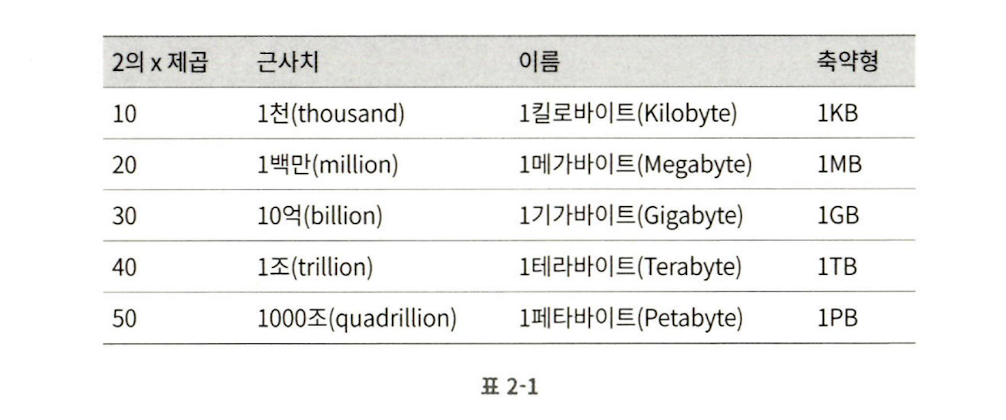 2의 x 제곱 근사치 이름 축약형
10 1천(thousand) 1킬로바이트(Kilobyte) 1KB
20 1백만(million) 1메가바이트(Megabyte) 1MB
30 10억(billion) 1기가바이트(Gigabyte) 1GB
40 1조(trillion) 1테라바이트(Terabyte) 1TB
50 1000조(quadrillion) 1페타바이트(Petabyte) 1PB
표 2-1